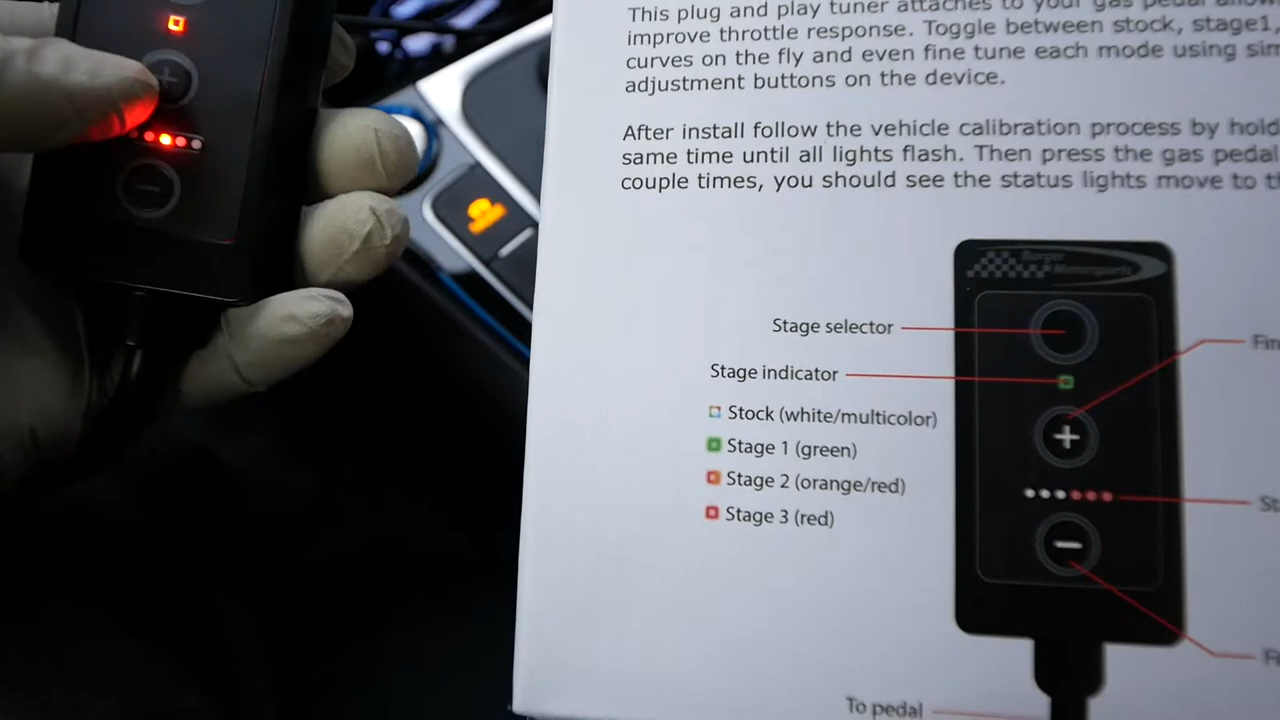 This plug and play tuner attaches to your gas pedal
improve throttle response. Toggle between stock, stage1,
curves on the fly and even fine tune each mode using
adjustment buttons on the device.
After install follow the vehicle calibration process by
same time until all lights flash. Then press the gas pedal
couple times, you should see the status lights move to
Burger
Motorsports
Stage selector
Stage indicator
Stock (white/multicolor)
Stage 1 (green)
+
Stage 2 (orange/red)
Stage 3 (red)
−
To pedal